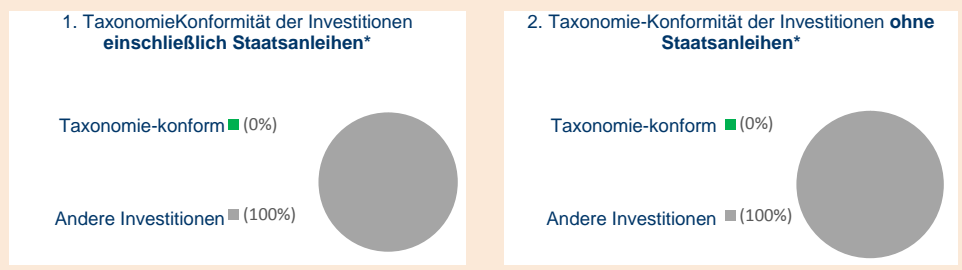 1. TaxonomieKonformität der Investitionen
einschließlich Staatsanleihen*
Taxonomie-konform (0%)
Andere Investitionen (100%)
2. Taxonomie-Konformität der Investitionen ohne
Staatsanleihen*
Taxonomie-konform (0%)
Andere Investitionen (100%)